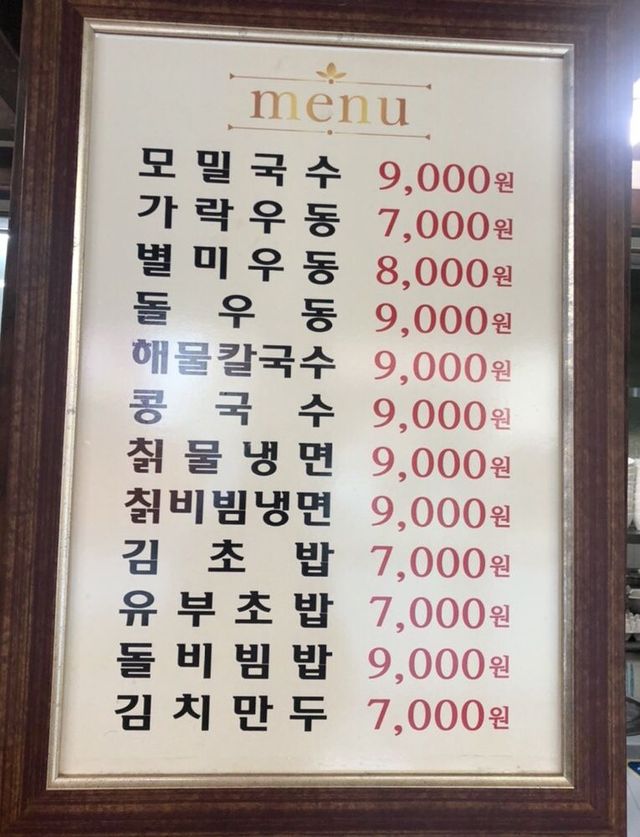 menu
모밀국수 9,000원
가락우동 7,000원
별미우동 8,000원
돌우동 9,000원
해물칼국수 9,000원
콩국수 9,000원
칡물냉면 9,000원
칡비빔냉면 9,000원
김초밥 7,000원
유부초밥 7,000원
돌비빔밥 9,000원
김치만두 7,000원